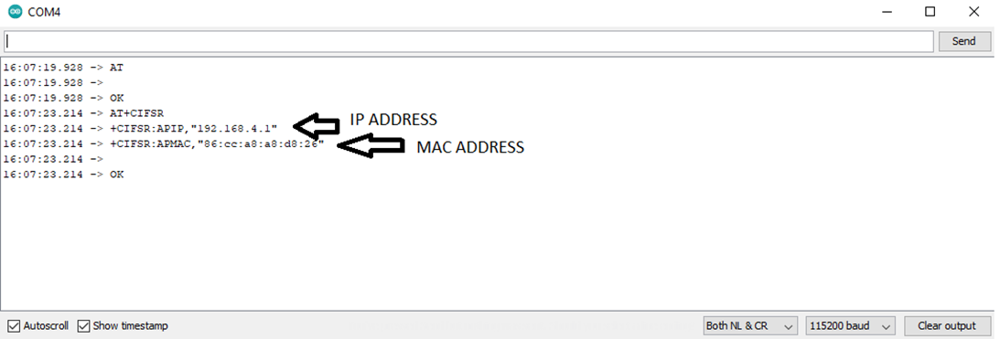 COM4
Send
16:07:19.928 -> AT
16:07:19.928 ->
16:07:19.928 -> OK
16:07:23.214 -> AT+CIFSR
16:07:23.214 -> +CIFSR:APIP,"192.168.4.1"
IP ADDRESS
16:07:23.214 -> +CIFSR:APMAC,"86:cc:a8:a8:d8:26"
MAC ADDRESS
16:07:23.214 ->
16:07:23.214 -> OK
Autoscroll Show timestamp Both NL & CR 115200 baud Clear output